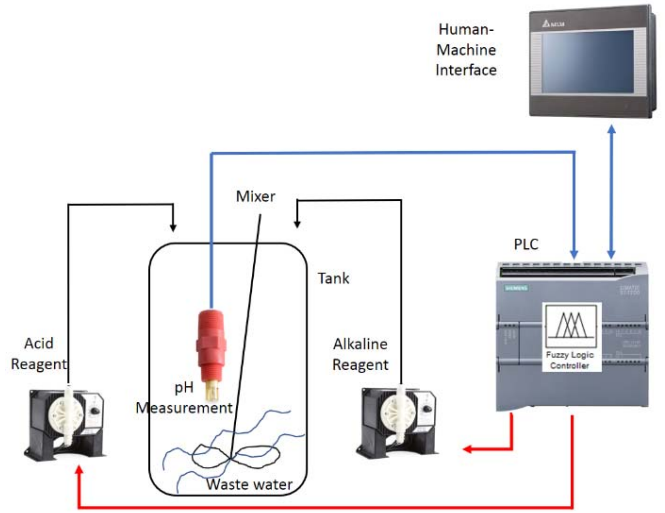 Human-
Machine
Interface
Mixer
PLC
Tank
SIEMENS
Acid
Reagent
Alkaline
Reagent
Fuzzy Logic
Controller
pH
Measurement
Waste water